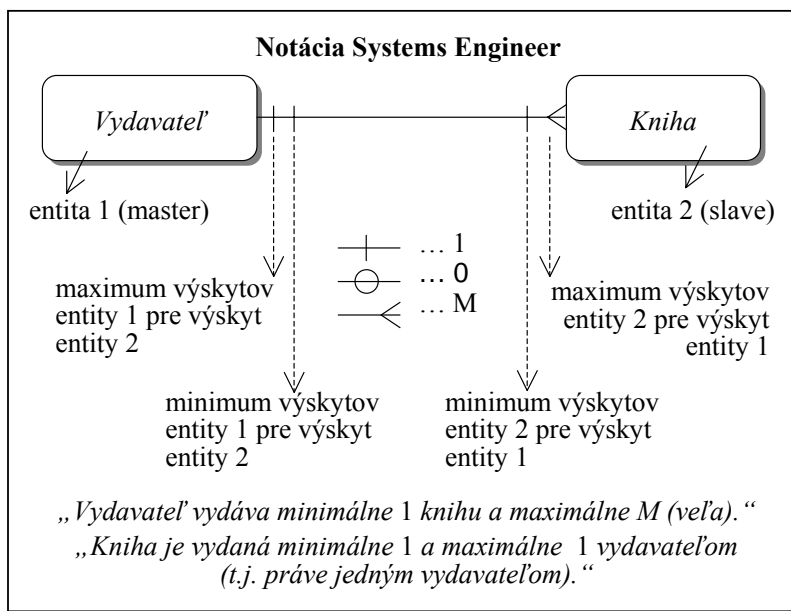 Notácia Systems Engineer
Vydavateľ
Kniha
entita 1 (master)
entita 2 (slave)
… 1
… 0
… M
maximum výskytov
entity 1 pre výskyt
entity 2
maximum výskytov
entity 2 pre výskyt
entity 1
minimum výskytov
entity 1 pre výskyt
entity 2
minimum výskytov
entity 2 pre výskyt
entity 1
„Vydavateľ vydáva minimálne 1 knihu a maximálne M (veľa).“
„Kniha je vydaná minimálne 1 a maximálne 1 vydavateľom
(t.j. práve jedným vydavateľom).“